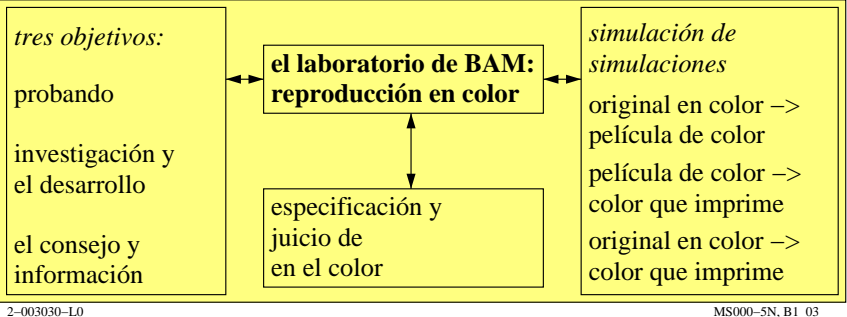 tres objetivos:
probando
investigación y
el desarrollo
el consejo y
información
el laboratorio de BAM:
reproducción en color
especificación y
juicio de
en el color
simulación de
simulaciones
original en color −>
película de color
película de color −>
color que imprime
original en color −>
color que imprime
2−003030−L0
MS000−5N, B1_03